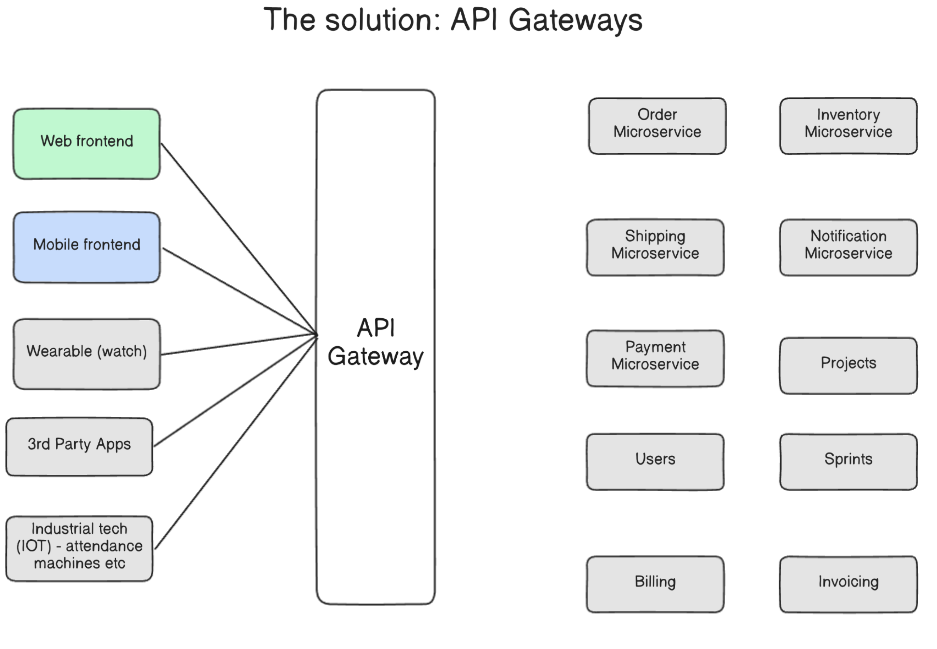 The solution: API Gateways
Web frontend
Mobile frontend
Wearable (watch)
3rd Party Apps
Industrial tech
(IOT) - attendance
machines etc
API
Gateway
Order
Microservice
Inventory
Microservice
Shipping
Microservice
Notification
Microservice
Payment
Microservice
Projects
Users
Sprints
Billing
Invoicing